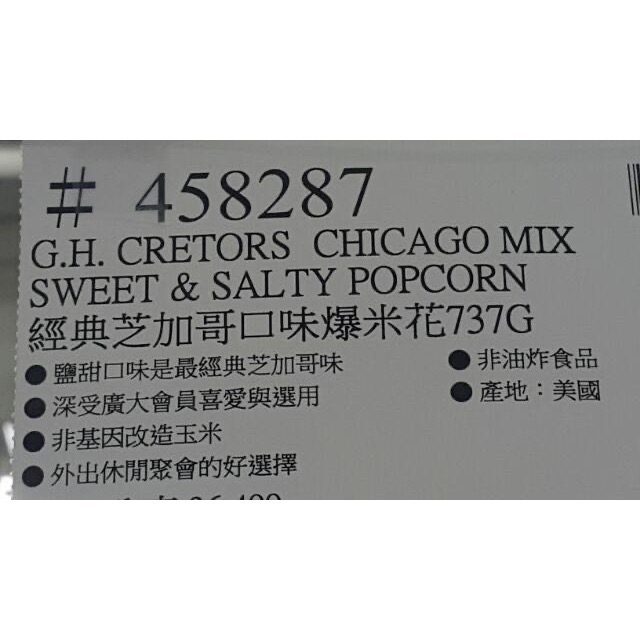 # 458287
G.H. CRETORS CHICAGO MIX
SWEET & SALTY POPCORN
經典芝加哥口味爆米花737G
●鹽甜口味是最經典芝加哥味
●深受廣大會員喜愛與選用
●非基因改造玉米
●外出休閒聚會的好選擇
●非油炸食品
●產地：美國